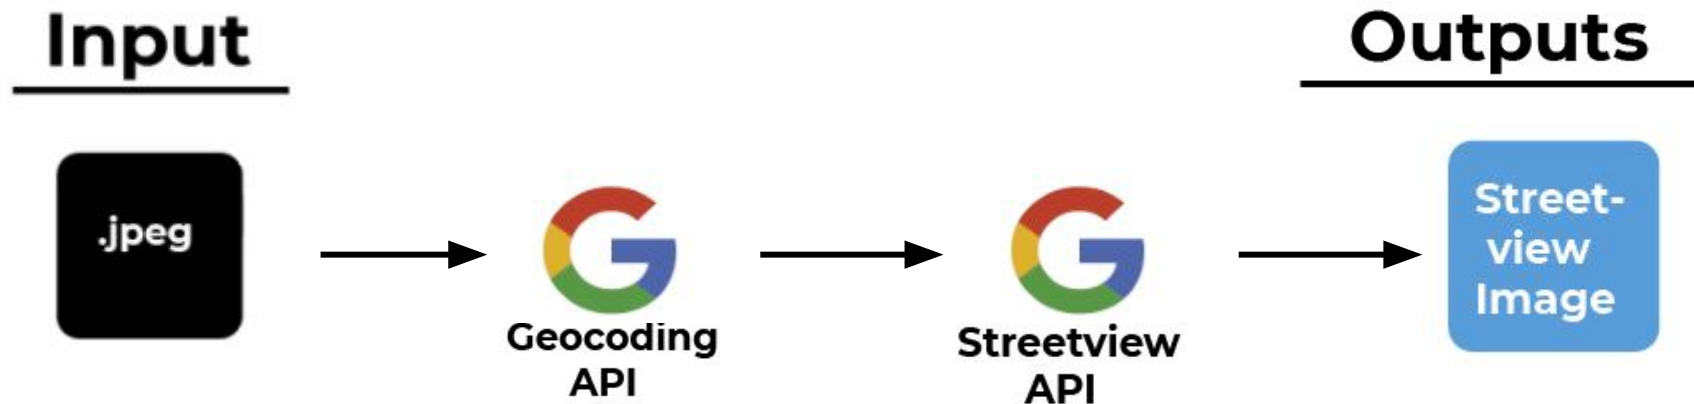 Input
Outputs
.jpeg
Geocoding
API
Streetview
API
Street-
view
Image